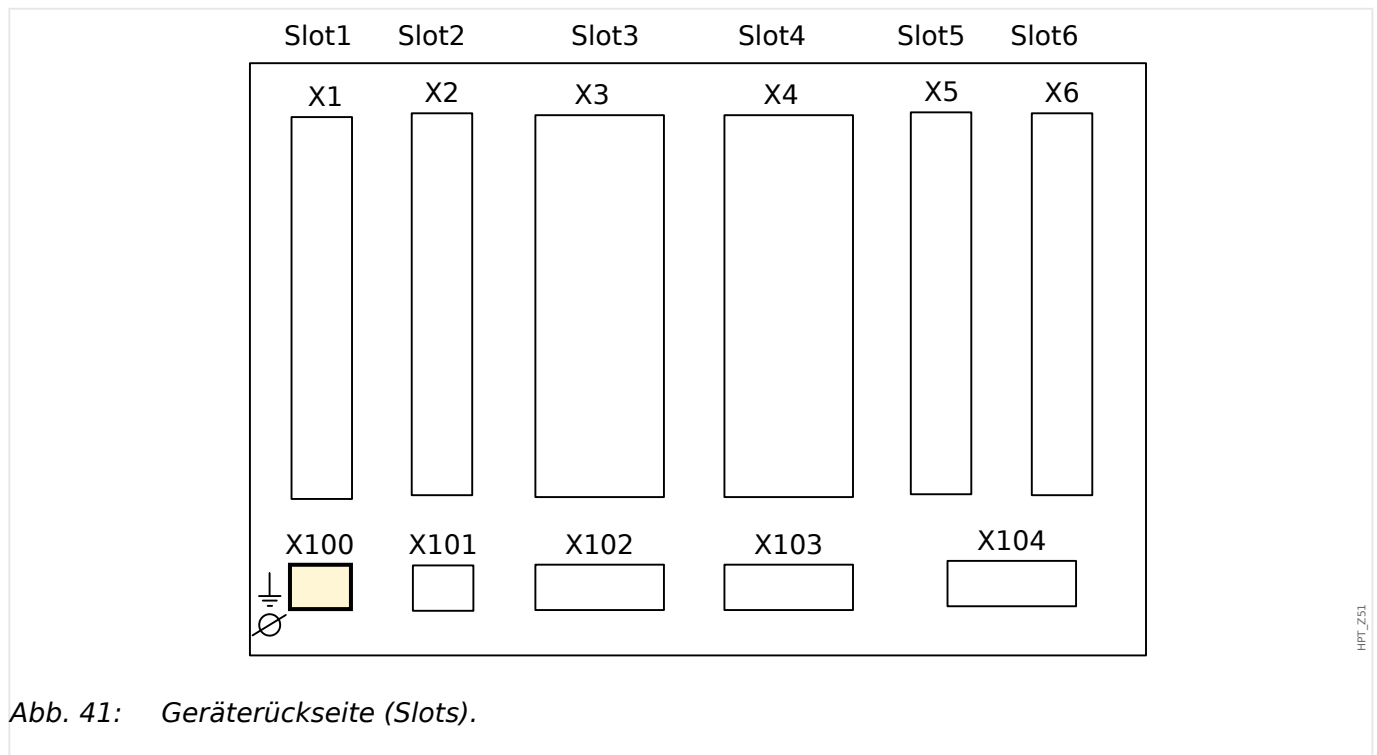 Slot1 Slot2 Slot3 Slot4 Slot5 Slot6
X1 X2 X3 X4 X5 X6
X100 X101 X102 X103 X104
HPT_Z51
Abb. 41: Geräterückseite (Slots).